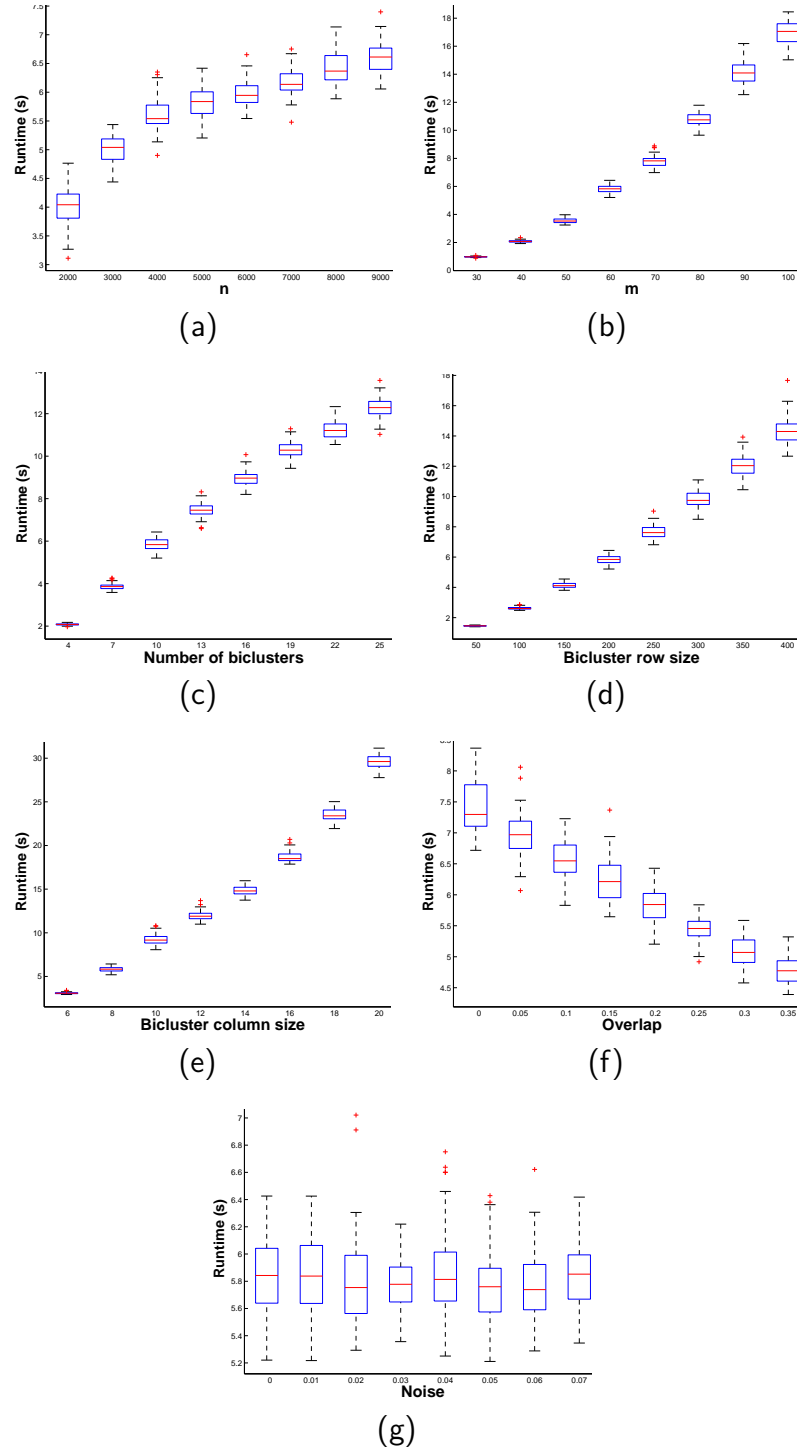 7.5
7
6.5
6
5.5
5
4.5
4
3.5
3
Runtime (s)
2000 3000 4000 5000 6000 7000 8000 9000
n
(a)
18
16
14
12
10
8
6
4
2
0
Runtime (s)
30 40 50 60 70 80 90 100
m
(b)
14
12
10
8
6
4
2
Runtime (s)
4 7 10 13 16 19 22 25
Number of biclusters
(c)
18
16
14
12
10
8
6
4
2
Runtime (s)
50 100 150 200 250 300 350 400
Bicluster row size
(d)
30
25
20
15
10
5
Runtime (s)
6 8 10 12 14 16 18 20
Bicluster column size
(e)
8.5
8
7.5
7
6.5
6
5.5
5
4.5
Runtime (s)
0 0.05 0.1 0.15 0.2 0.25 0.3 0.35
Overlap
(f)
7
6.8
6.6
6.4
6.2
6
5.8
5.6
5.4
5.2
Runtime (s)
0 0.01 0.02 0.03 0.04 0.05 0.06 0.07
Noise
(g)